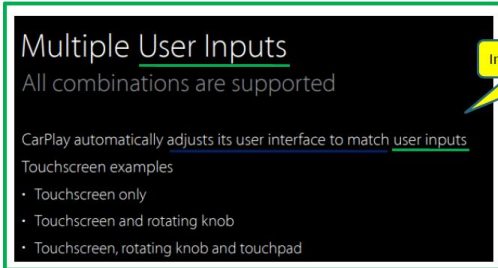 Multiple User Inputs
All combinations are supported
CarPlay automatically adjusts its user interface to match user inputs
Touchscreen examples
• Touchscreen only
• Touchscreen and rotating knob
• Touchscreen, rotating knob and touchpad